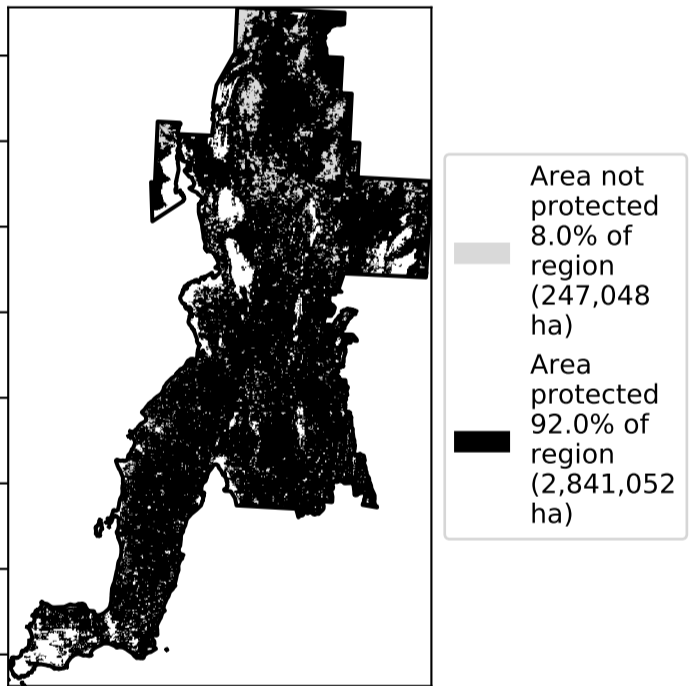 Area not
protected
8.0% of
region
(247,048
ha)
Area
protected
92.0% of
region
(2,841,052
ha)